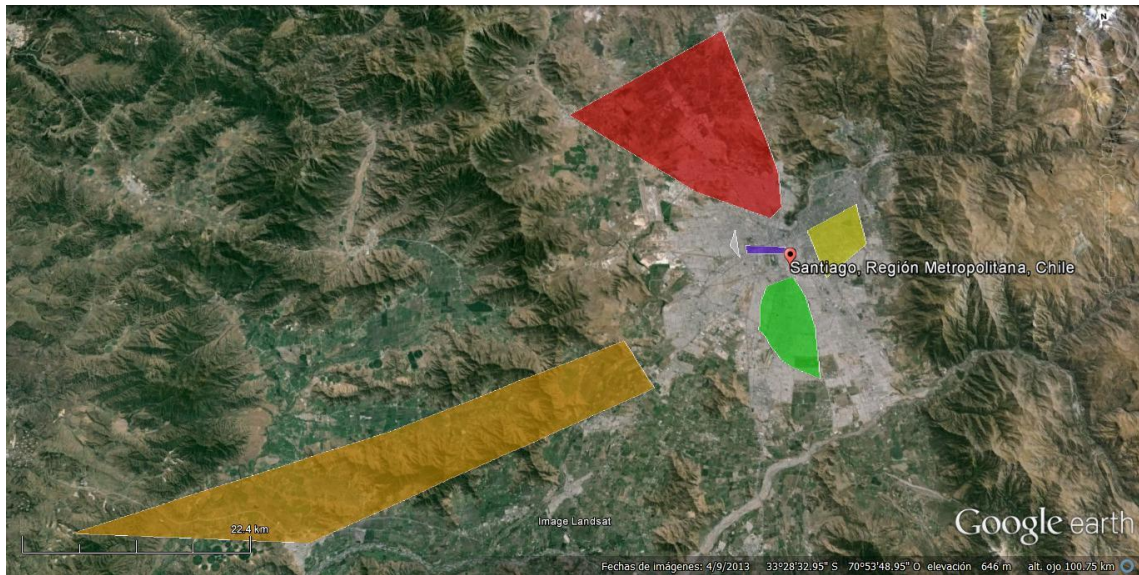 N
Santiago, Región Metropolitana, Chile
22.4 km
Image Landsat
Google earth
Fechas de imágenes: 4/9/2013 33°28'32.95" S 70°53'48.95" O elevación 646 m alt. ojo 100.75 km